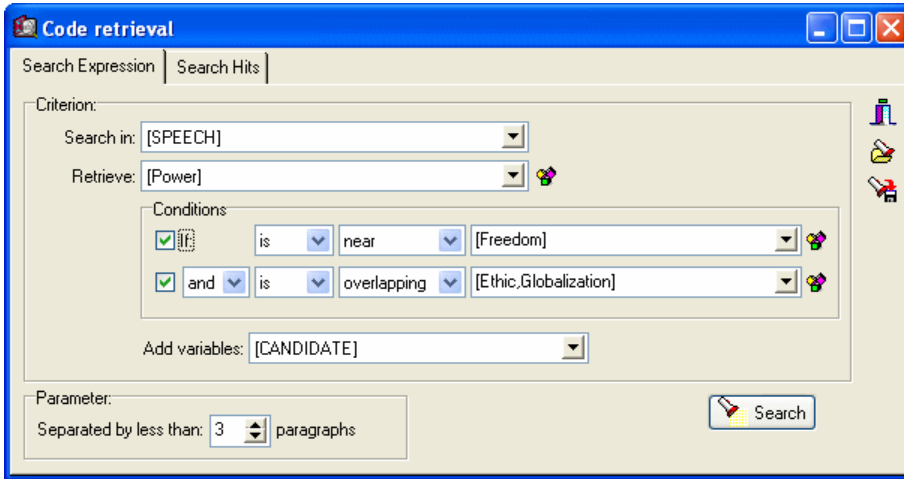 Code retrieval
Search Expression Search Hits
Criterion:
Search in: [SPEECH]
Retrieve: [Power]
Conditions
If: is near [Freedom]
and is overlapping [Ethic,Globalization]
Add variables: [CANDIDATE]
Parameter:
Separated by less than: 3 paragraphs
Search